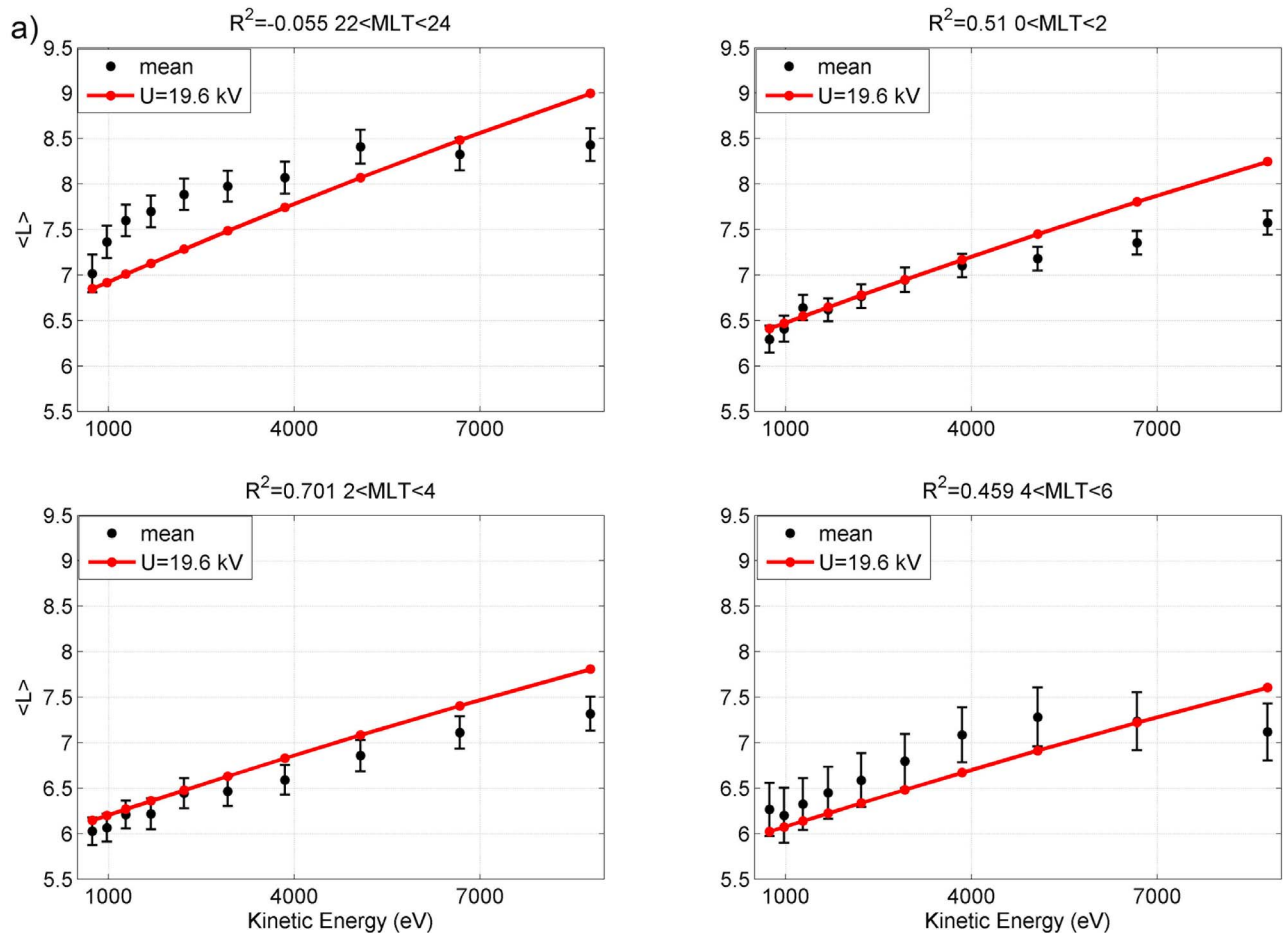 a)
R²=-0.055 22<MLT<24
9.5
9
8.5
8
7.5
7
6.5
6
5.5
<L>
mean
U=19.6 kV
1000
4000
7000
R²=0.51 0<MLT<2
9.5
9
8.5
8
7.5
7
6.5
6
5.5
mean
U=19.6 kV
1000
4000
7000
R²=0.701 2<MLT<4
9.5
9
8.5
8
7.5
7
6.5
6
5.5
<L>
mean
U=19.6 kV
1000
4000
7000
Kinetic Energy (eV)
R²=0.459 4<MLT<6
9.5
9
8.5
8
7.5
7
6.5
6
5.5
mean
U=19.6 kV
1000
4000
7000
Kinetic Energy (eV)